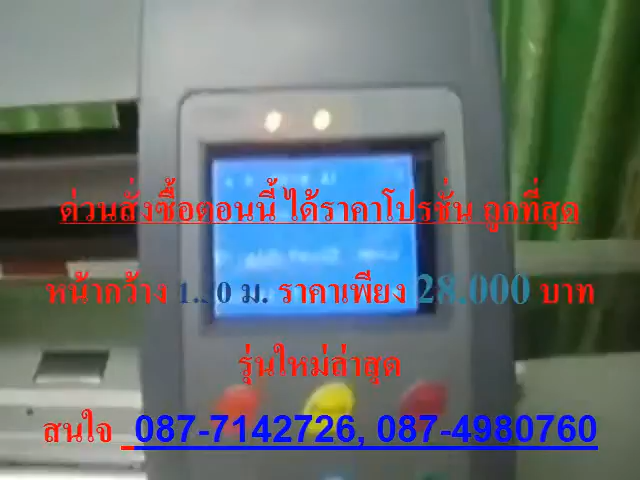 ด่วนสั่งซื้อตอนนี้ ได้ราคาโปรชั่น ถูกที่สุด
หน้ากว้าง ม. ราคาเพียง 28.000 บาท
รุ่นใหม่ล่าสุด
สนใจ 087-7142726, 087-4980760